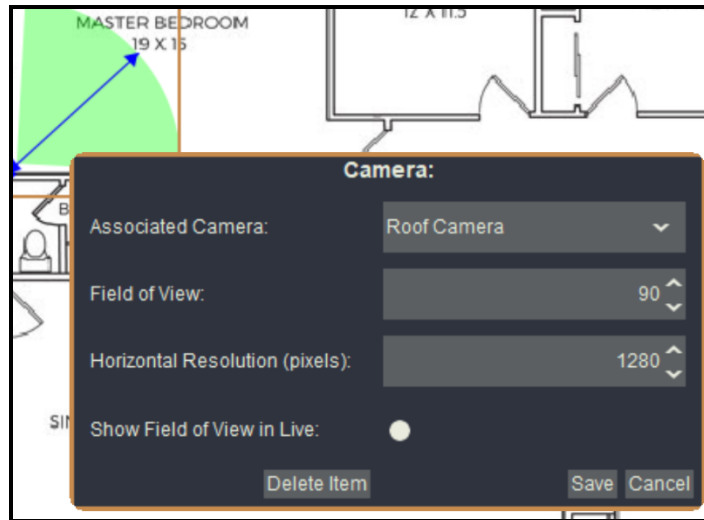 MASTER BEDROOM
19 X 15
12 X 11.5
Camera:
Associated Camera: Roof Camera
Field of View: 90
Horizontal Resolution (pixels): 1280
Show Field of View in Live:
Delete Item Save Cancel